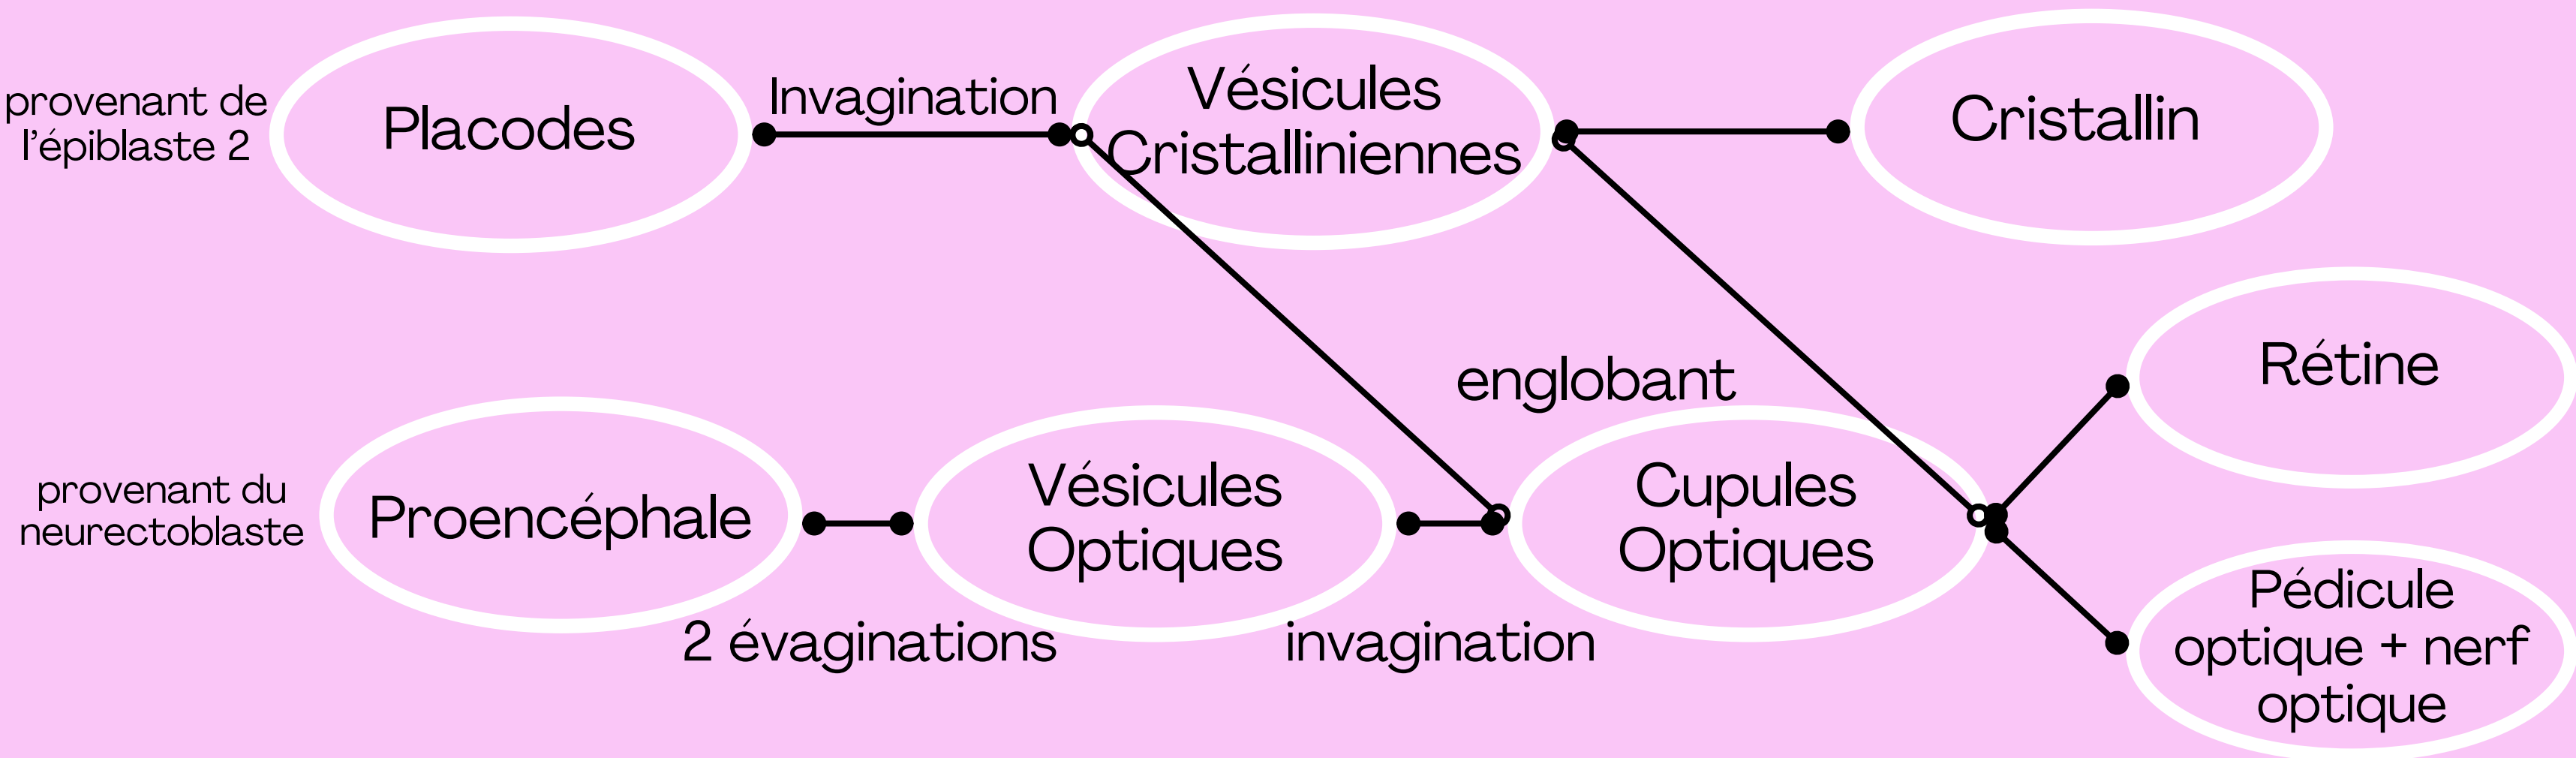 provenant de
l'épiblaste 2
Placodes
Invagination
Vésicules
Cristalliniennes
Cristallin
englobant
Rétine
provenant du
neurectoblaste
Proencéphale
2 évaginations
Vésicules
Optiques
invagination
Cupules
Optiques
Pédicule
optique + nerf
optique